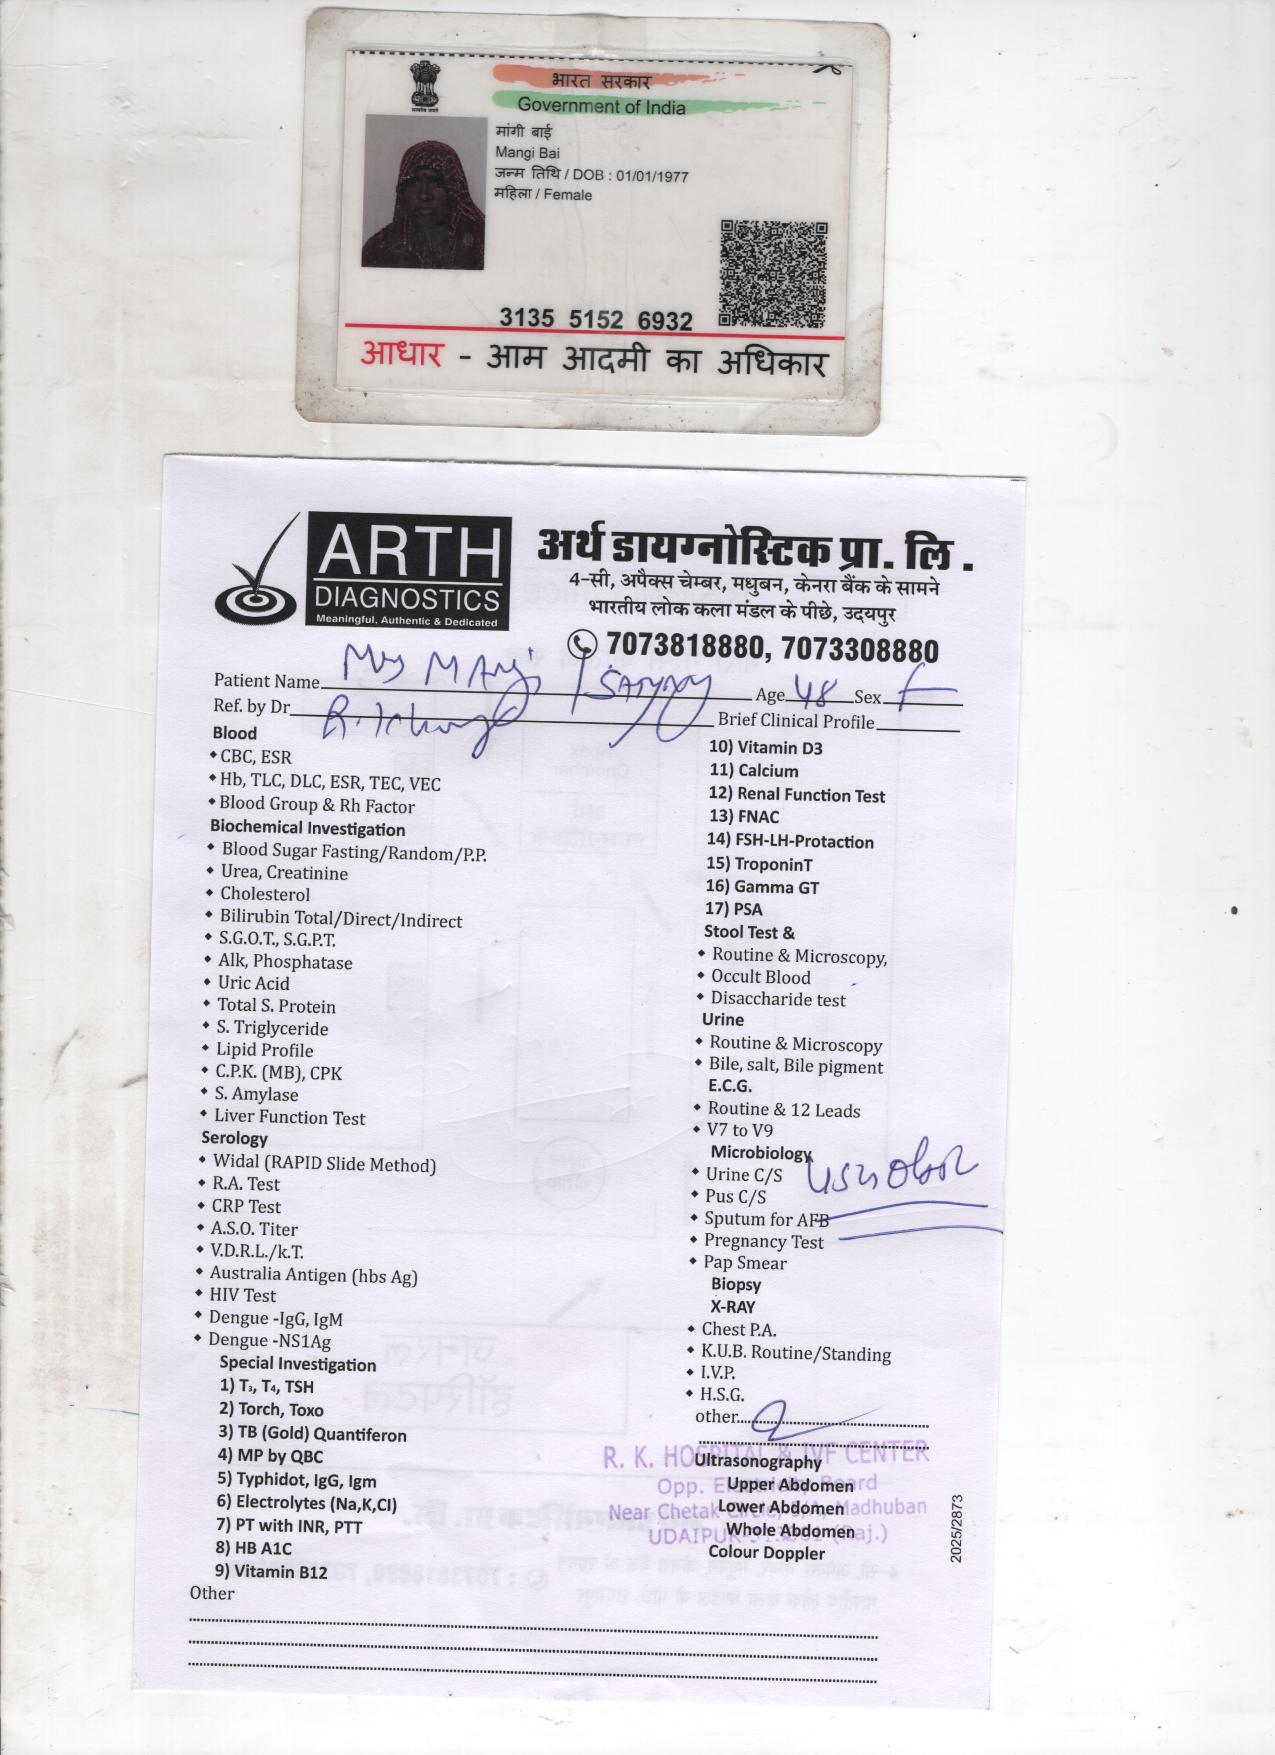 भारत सरकार
Government of India
मांगी बाई
Mangi Bai
जन्म तिथि / DOB : 01/01/1977
महिला / Female
3135 5152 6932
आधार - आम आदमी का अधिकार
ARTH
DIAGNOSTICS
Meaningful, Authentic & Dedicated
अर्थ डायग्नोस्टिक प्रा. लि .
4-सी, अपैक्स चेम्बर, मधुबन, केनरा बैंक के सामने
भारतीय लोक कला मंडल के पीछे, उदयपुर
7073818880, 7073308880
Patient Name Mrs Mangi Age 48 Sex F
Ref. by Dr Brief Clinical Profile
Blood
CBC, ESR
Hb, TLC, DLC, ESR, TEC, VEC
Blood Group & Rh Factor
Biochemical Investigation
Blood Sugar Fasting/Random/P.P.
Urea, Creatinine
Cholesterol
Bilirubin Total/Direct/Indirect
S.G.O.T., S.G.P.T.
Alk, Phosphatase
Uric Acid
Total S. Protein
S. Triglyceride
Lipid Profile
C.P.K. (MB), CPK
S. Amylase
Liver Function Test
Serology
Widal (RAPID Slide Method)
R.A. Test
CRP Test
A.S.O. Titer
V.D.R.L./k.T.
Australia Antigen (hbs Ag)
HIV Test
Dengue -IgG, IgM
Dengue -NS1Ag
Special Investigation
1) T₃, T₄, TSH
2) Torch, Toxo
3) TB (Gold) Quantiferon
4) MP by QBC
5) Typhidot, IgG, Igm
6) Electrolytes (Na,K,Cl)
7) PT with INR, PTT
8) HB A1C
9) Vitamin B12
Other
10) Vitamin D3
11) Calcium
12) Renal Function Test
13) FNAC
14) FSH-LH-Protaction
15) TroponinT
16) Gamma GT
17) PSA
Stool Test &
Routine & Microscopy,
Occult Blood
Disaccharide test
Urine
Routine & Microscopy
Bile, salt, Bile pigment
E.C.G.
Routine & 12 Leads
V7 to V9
Microbiology
Urine C/S
Pus C/S
Sputum for AFB
Pregnancy Test
Pap Smear
Biopsy
X-RAY
Chest P.A.
K.U.B. Routine/Standing
I.V.P.
H.S.G.
other
Ultrasonography
Upper Abdomen
Lower Abdomen
Whole Abdomen
Colour Doppler
R. K. HOSPITAL & IVF CENTER
Opp. Electricity Board
Near Chetak Circle, Madhuban
UDAIPUR (Raj.)
2025/2873